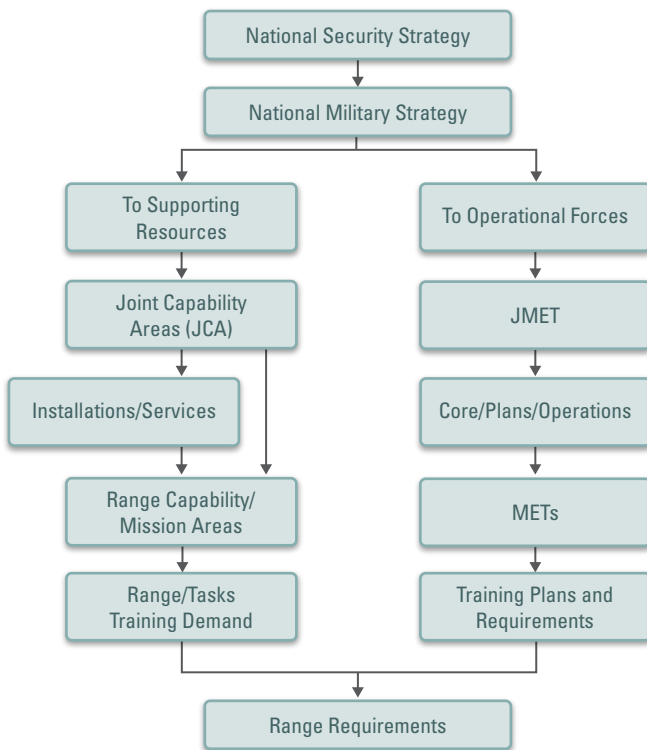 National Security Strategy
National Military Strategy
To Supporting
Resources
To Operational Forces
Joint Capability
Areas (JCA)
JMET
Installations/Services
Core/Plans/Operations
Range Capability/
Mission Areas
METs
Range/Tasks
Training Demand
Training Plans and
Requirements
Range Requirements